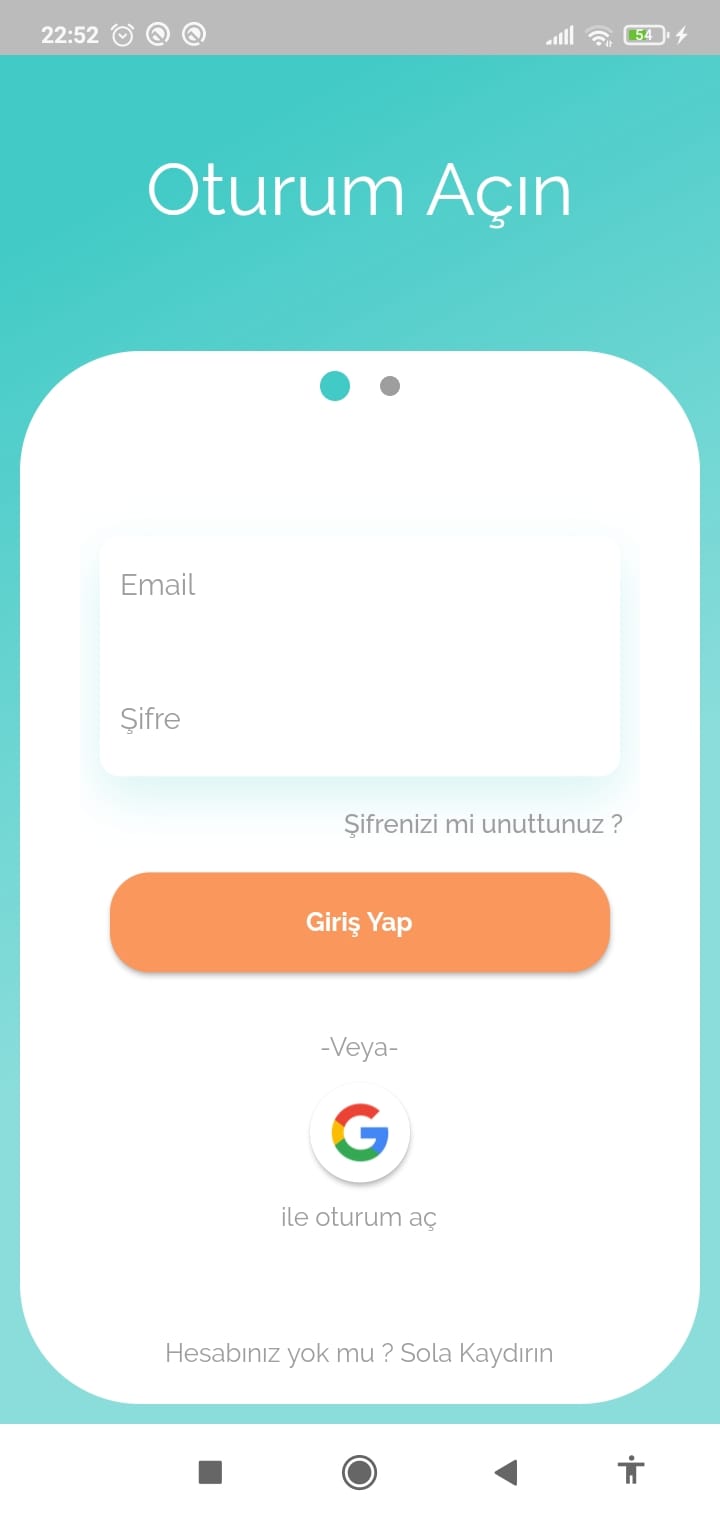 22:52
54
Oturum Açın
Email
Şifre
Şifrenizi mi unuttunuz ?
Giriş Yap
-Veya-
ile oturum aç
Hesabınız yok mu ? Sola Kaydırın